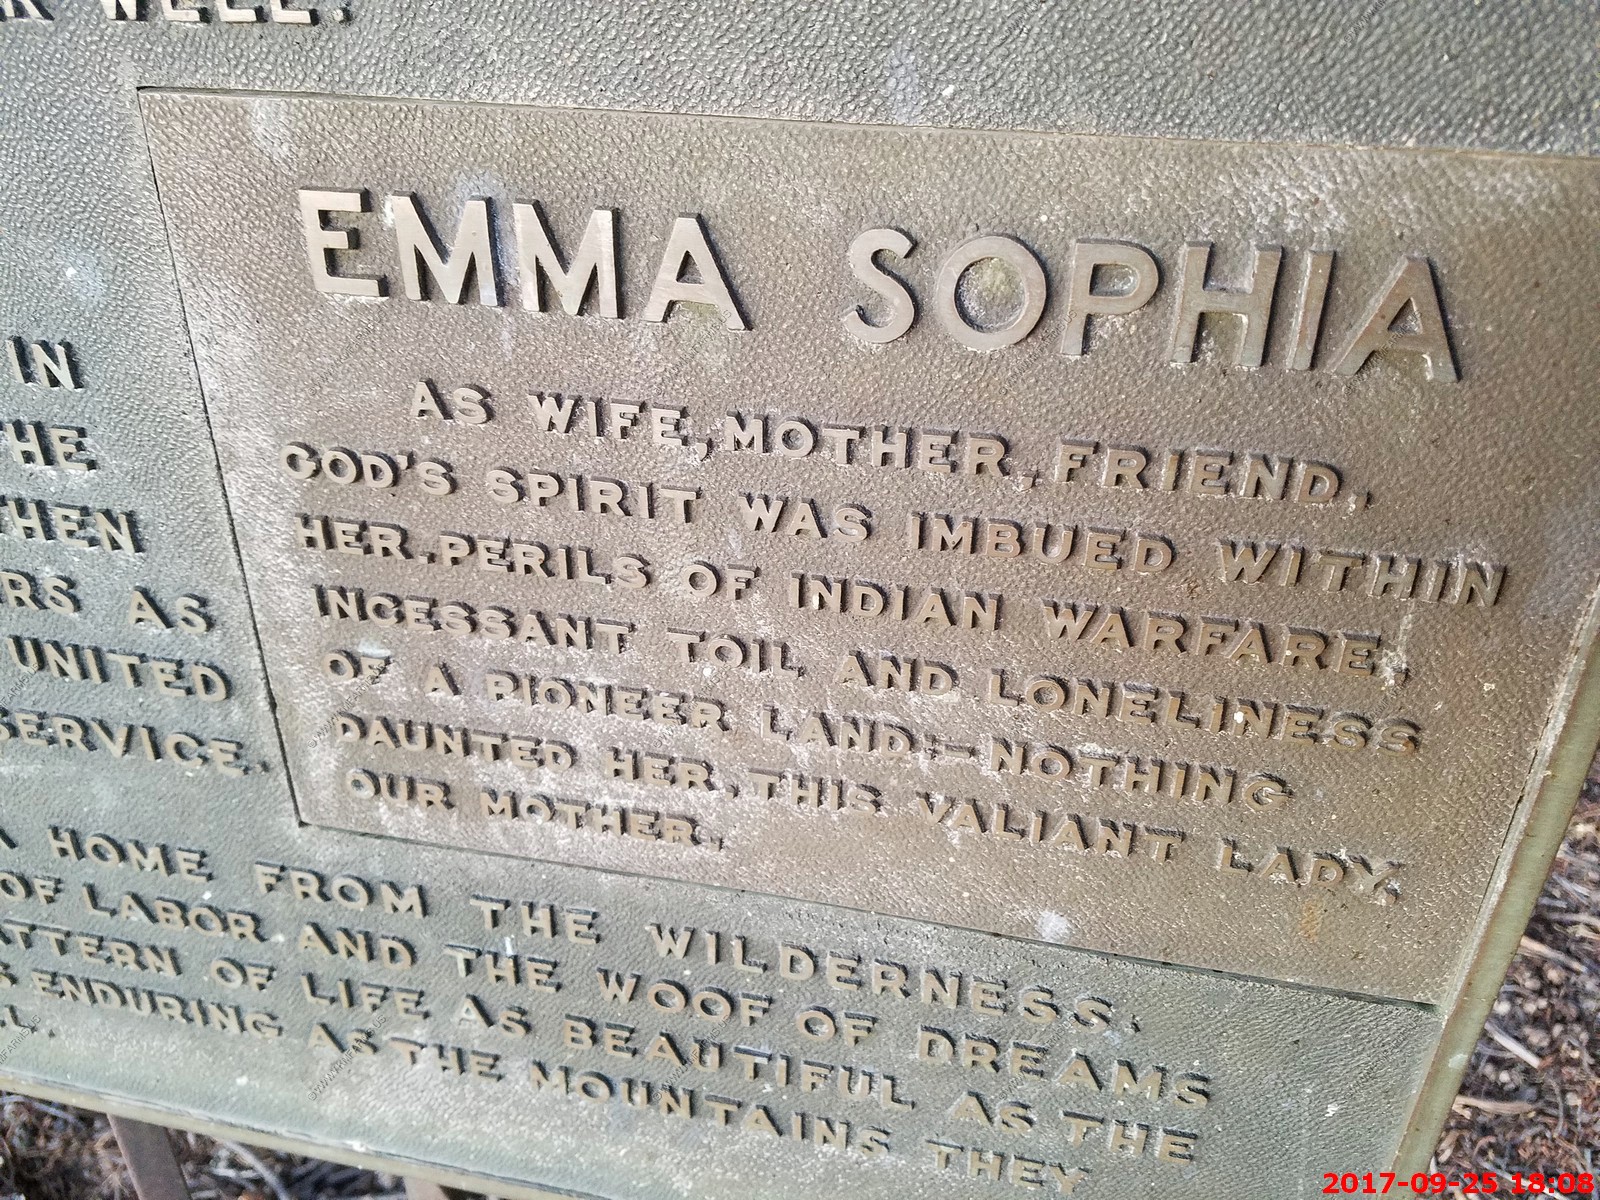 WELL.
EMMA SOPHIA
AS WIFE, MOTHER, FRIEND,
GOD'S SPIRIT WAS IMBUED WITHIN
HER. PERILS OF INDIAN WARFARE,
INCESSANT TOIL AND LONELINESS
OF A PIONEER LAND:—NOTHING
DAUNTED HER, THIS VALIANT LADY,
OUR MOTHER.
IN
HE
HEN
RS AS
UNITED
SERVICE.
HOME FROM THE WILDERNESS;
OF LABOR AND THE WOOF OF DREAMS
ATTERN OF LIFE AS BEAUTIFUL AS THE
S ENDURING AS THE MOUNTAINS THEY
L.
2017-09-25 18:08